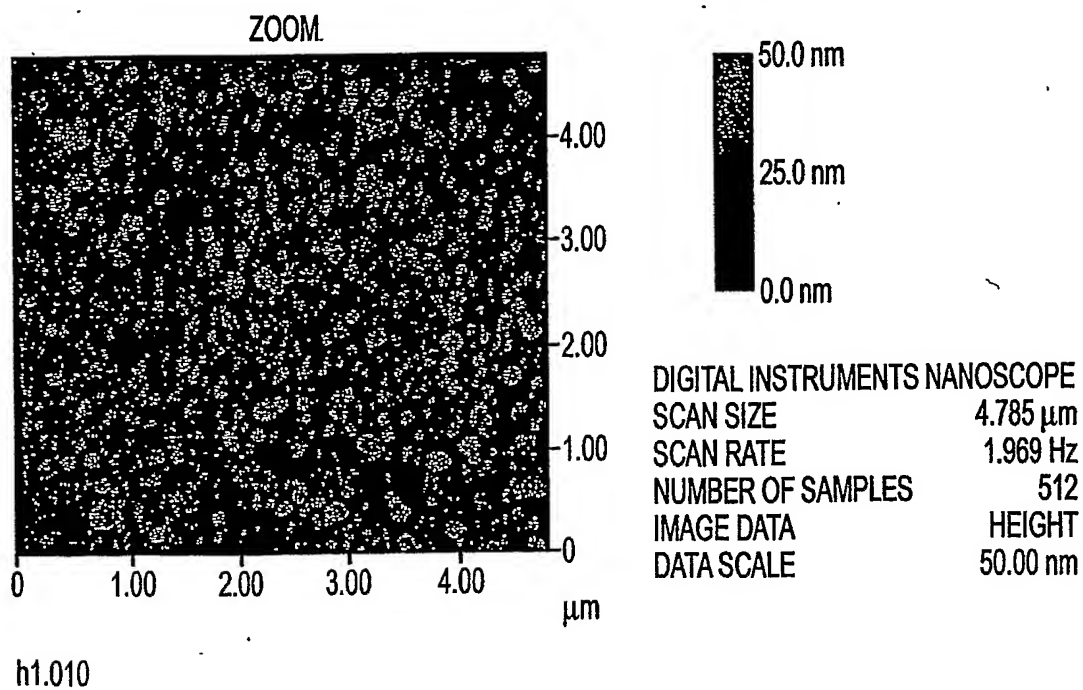 ZOOM.
50.0 nm
25.0 nm
0.0 nm
4.00
3.00
2.00
1.00
0
0 1.00 2.00 3.00 4.00
μm
DIGITAL INSTRUMENTS NANOSCOPE
SCAN SIZE 4.785 μm
SCAN RATE 1.969 Hz
NUMBER OF SAMPLES 512
IMAGE DATA HEIGHT
DATA SCALE 50.00 nm
h1.010